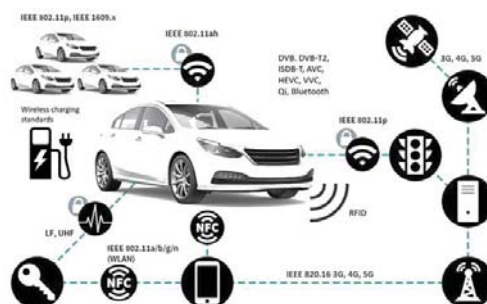 IEEE 802.11p, IEEE 1609.x
IEEE 802.11ah
DVB, DVB-T2,
ISDB-T, AVC,
HEVC, VVC,
Qi, Bluetooth
3G, 4G, 5G
Wireless charging
standards
IEEE 802.11p
RFID
LF, UHF
NFC
IEEE 802.11a/b/g/n
(WLAN)
NFC
IEEE 820.16 3G, 4G, 5G